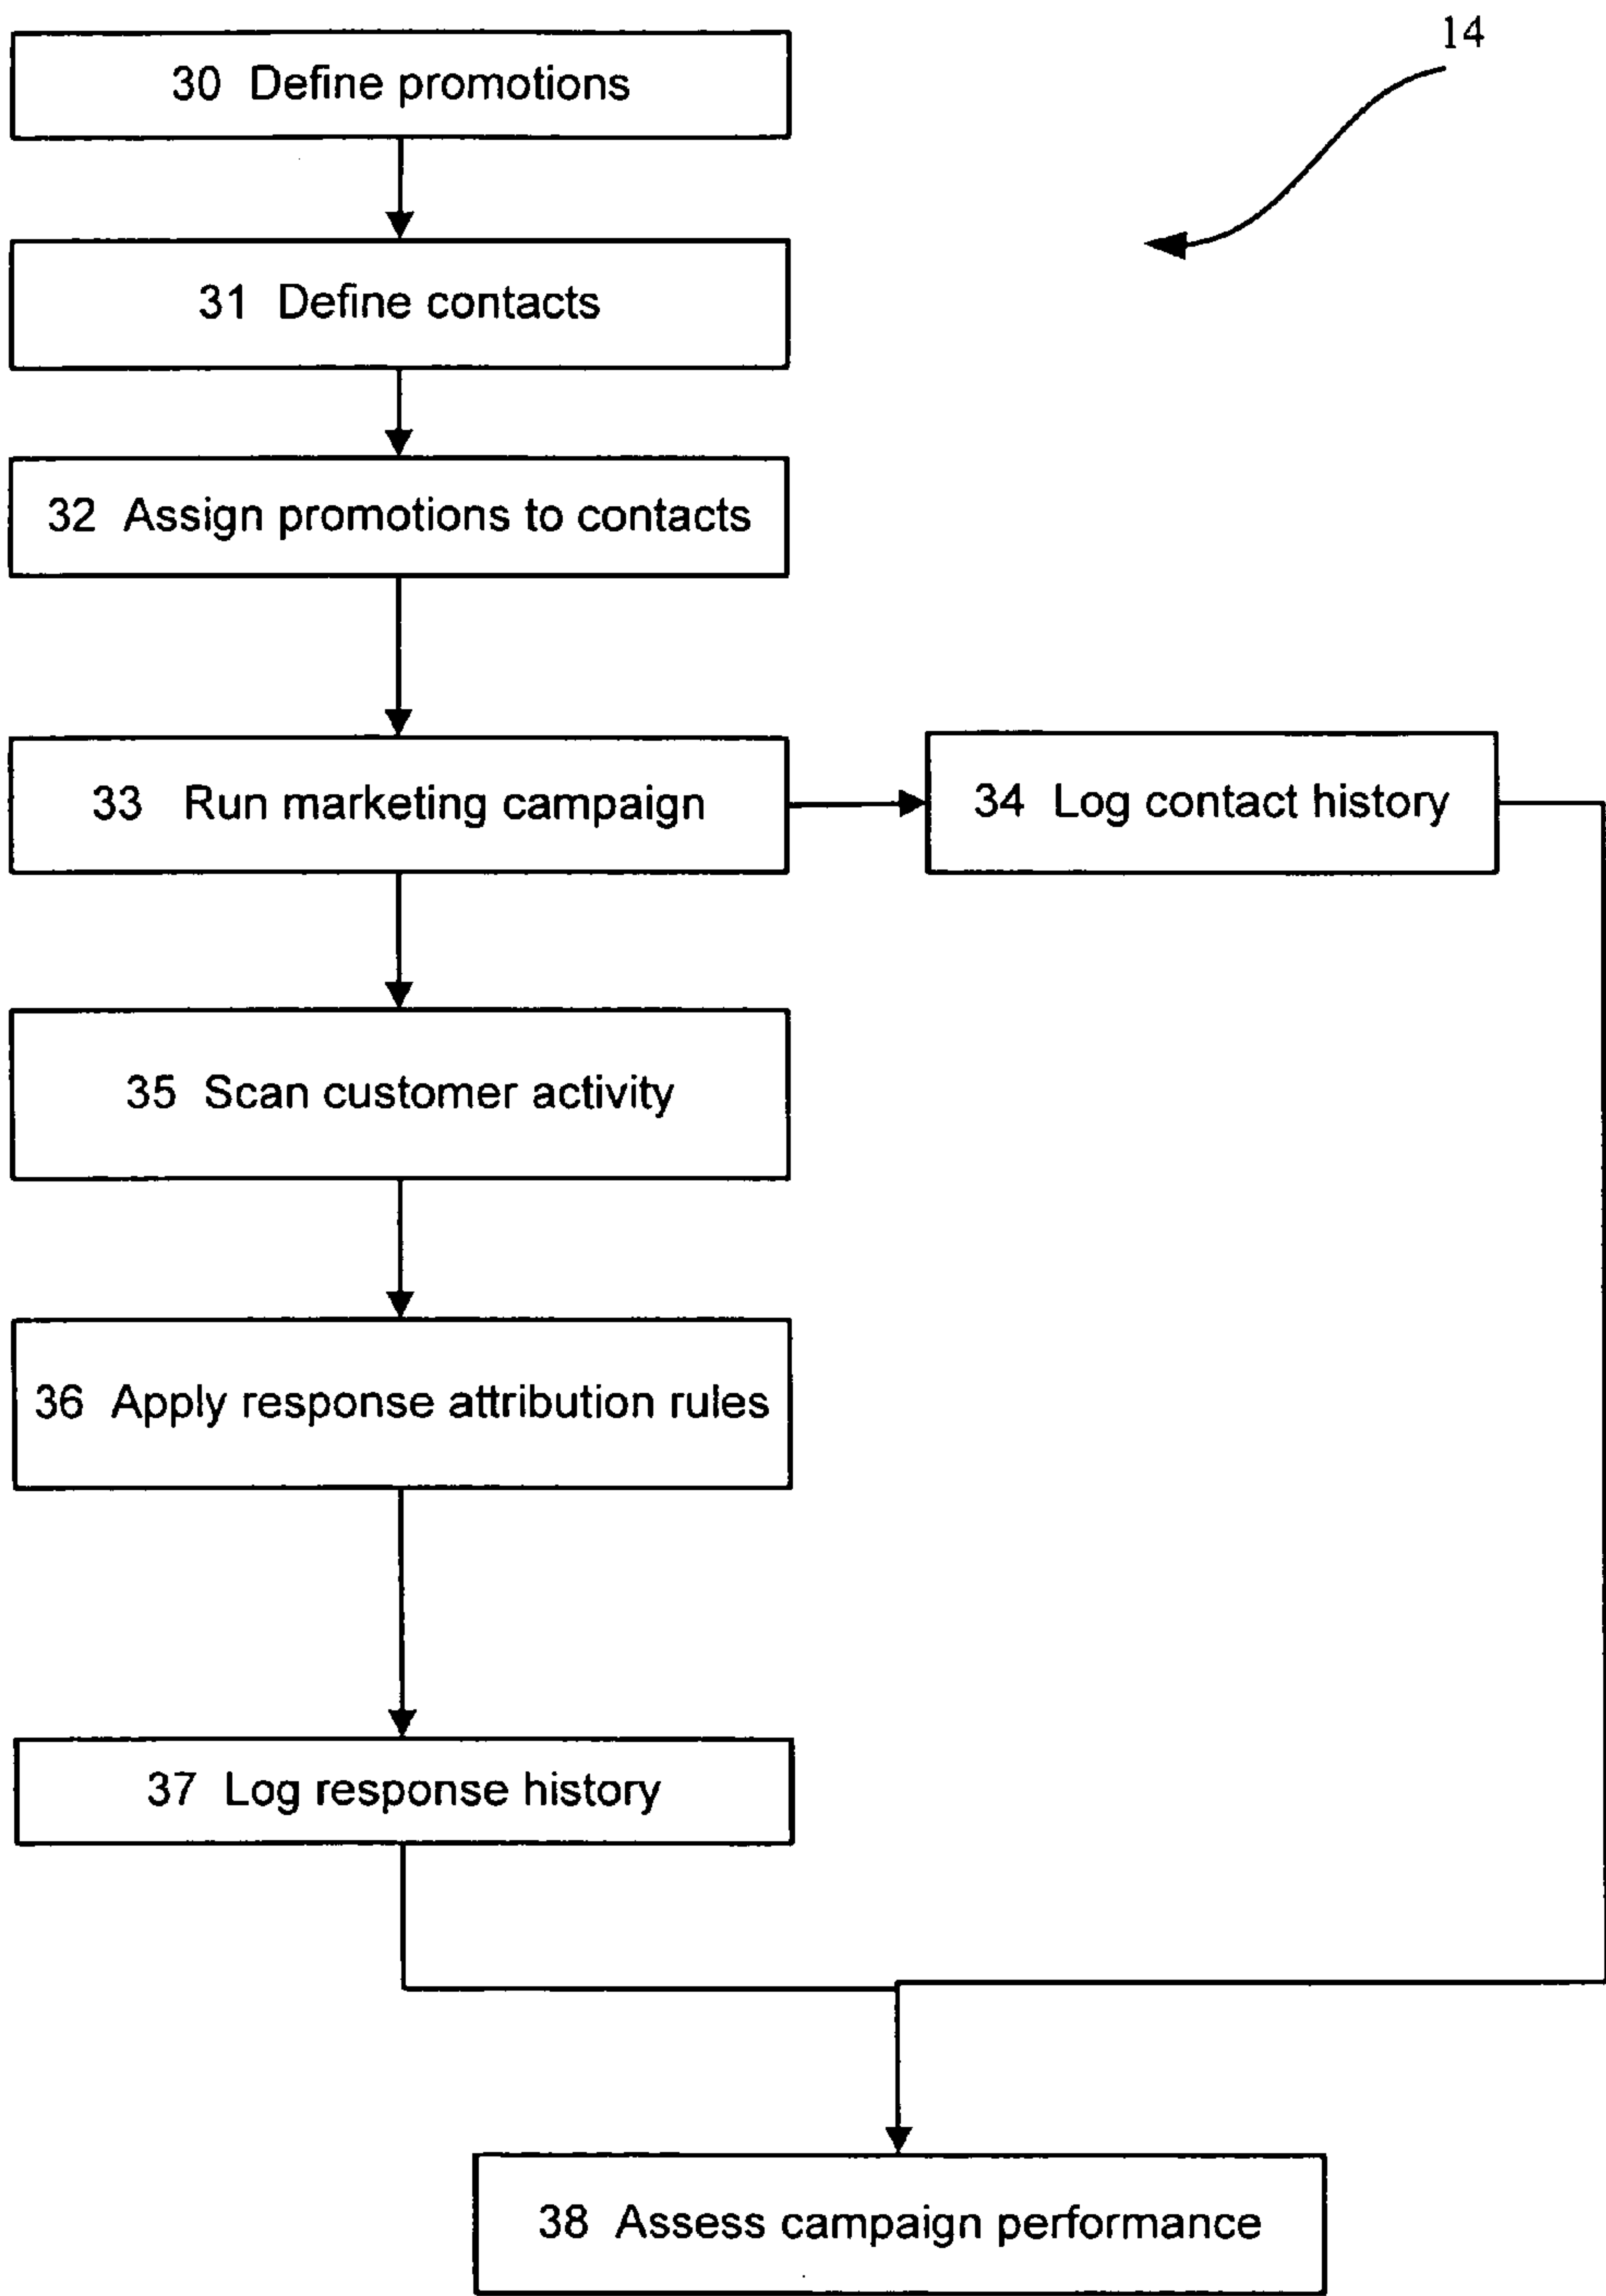 14
30 Define promotions
31 Define contacts
32 Assign promotions to contacts
33 Run marketing campaign
34 Log contact history
35 Scan customer activity
36 Apply response attribution rules
37 Log response history
38 Assess campaign performance